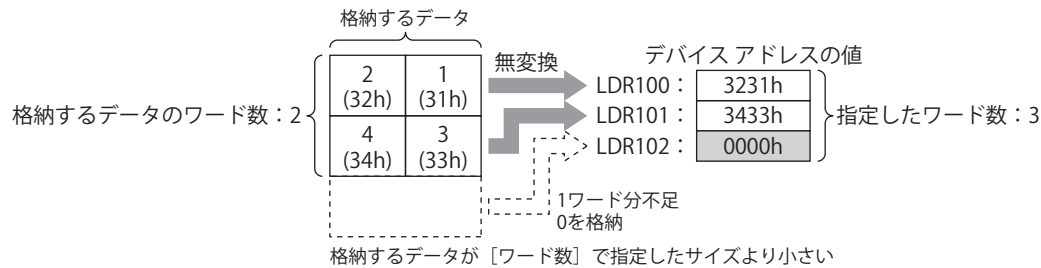 格納するデータ
無変換
デバイス アドレスの値
2
(32h)
1
(31h)
LDR100：
3231h
格納するデータのワード数：2
LDR101：
3433h
指定したワード数：3
4
(34h)
3
(33h)
LDR102：
0000h
1ワード分不足
0を格納
格納するデータが［ワード数］で指定したサイズより小さい